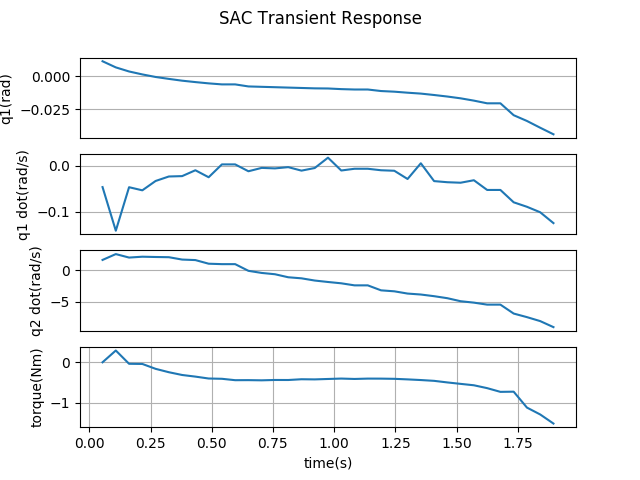 SAC Transient Response
q1(rad)
0.000
−0.025
q1 dot(rad/s)
0.0
−0.1
q2 dot(rad/s)
0
−5
torque(Nm)
0
−1
0.00 0.25 0.50 0.75 1.00 1.25 1.50 1.75
time(s)